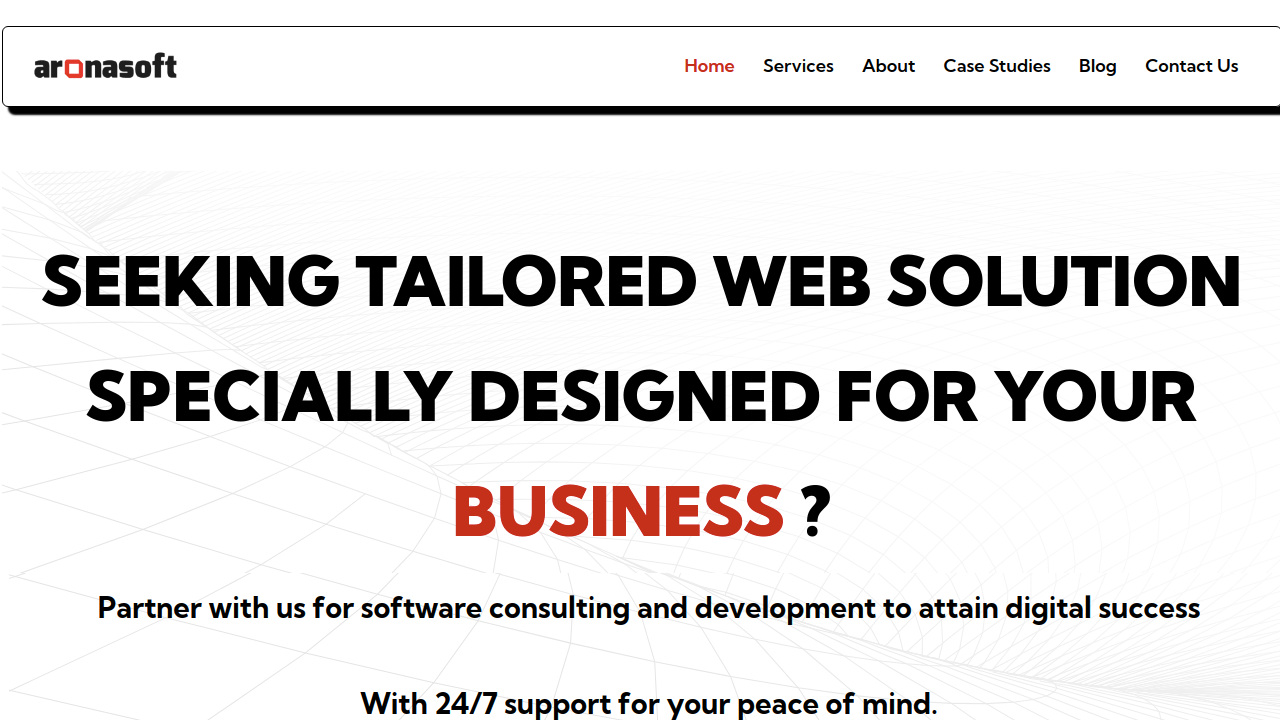 aronasoft
Home Services About Case Studies Blog Contact Us
SEEKING TAILORED WEB SOLUTION
SPECIALLY DESIGNED FOR YOUR
BUSINESS ?
Partner with us for software consulting and development to attain digital success
With 24/7 support for your peace of mind.